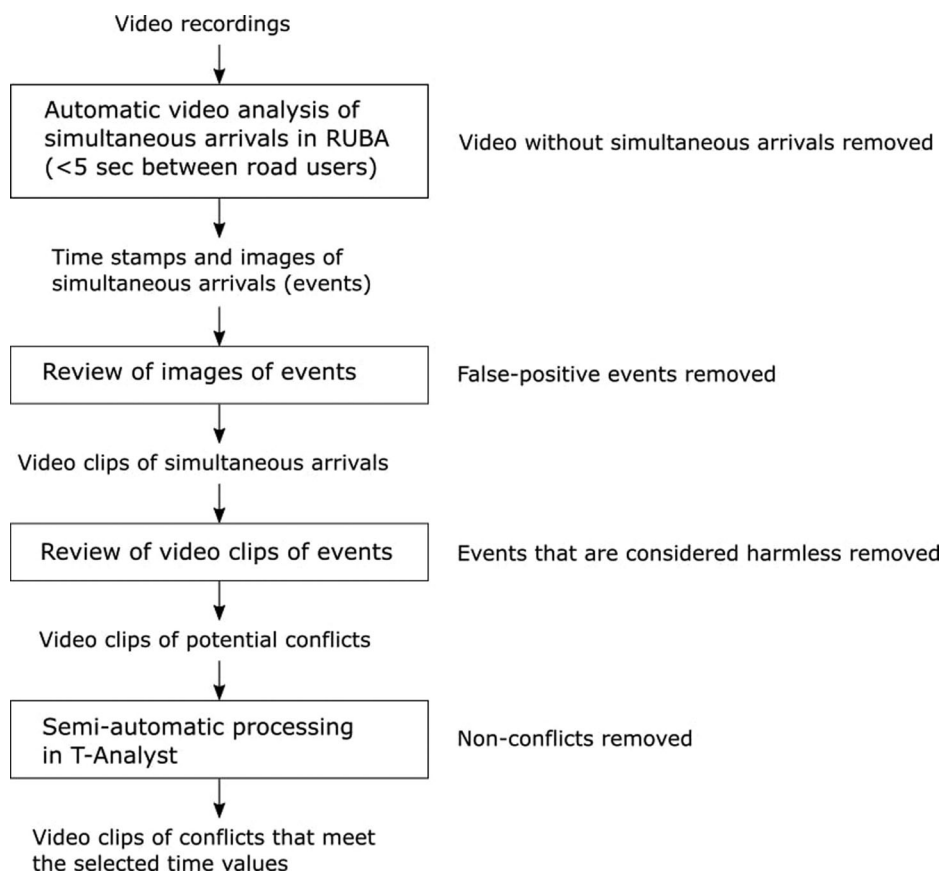 Video recordings
Automatic video analysis of
simultaneous arrivals in RUBA
(<5 sec between road users)
Video without simultaneous arrivals removed
Time stamps and images of
simultaneous arrivals (events)
Review of images of events
False-positive events removed
Video clips of simultaneous arrivals
Review of video clips of events
Events that are considered harmless removed
Video clips of potential conflicts
Semi-automatic processing
in T-Analyst
Non-conflicts removed
Video clips of conflicts that meet
the selected time values